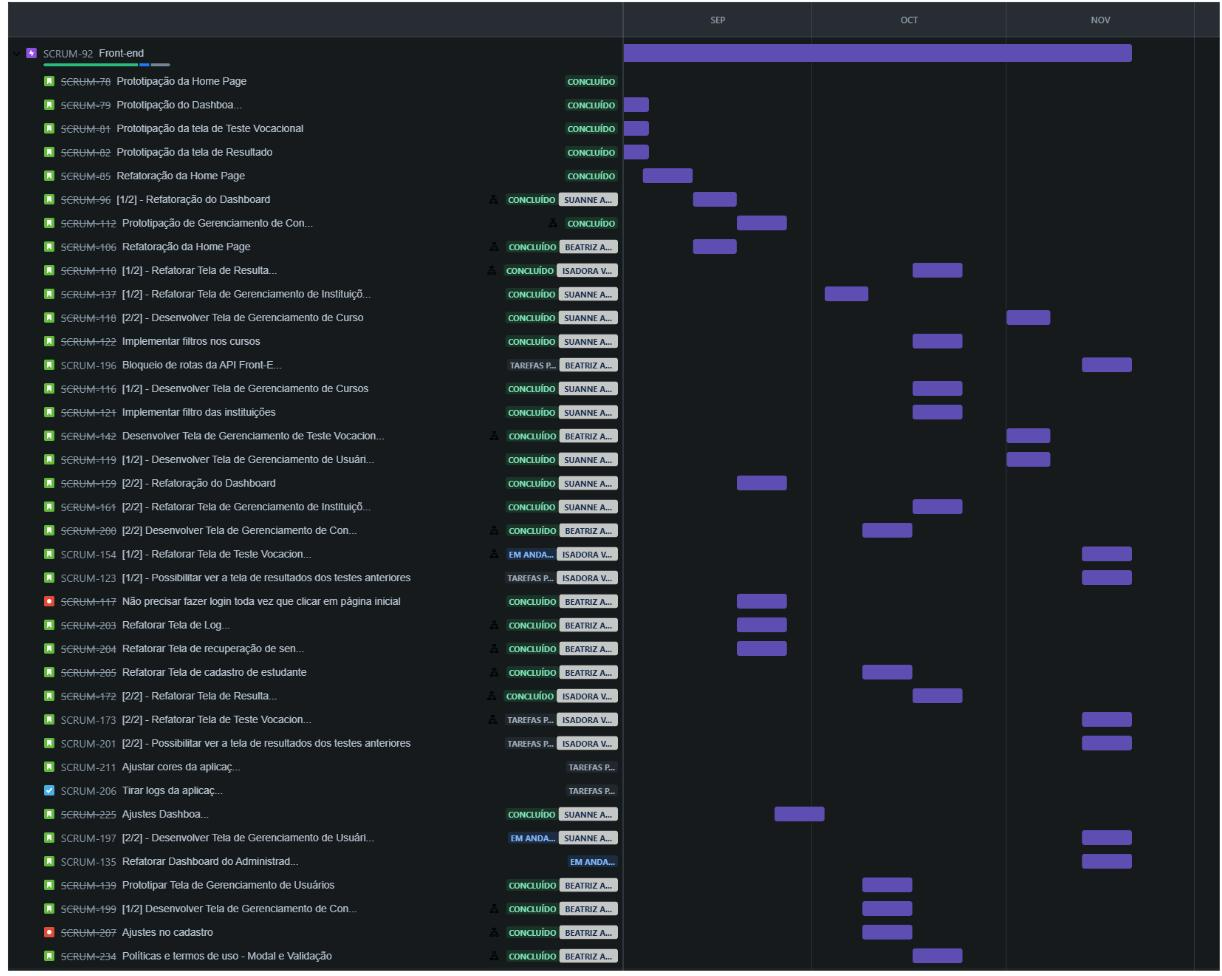 SEP OCT NOV
SCRUM-92 Front-end
SCRUM-78 Prototipação da Home Page CONCLUÍDO
SCRUM-79 Prototipação do Dashboa... CONCLUÍDO
SCRUM-81 Prototipação da tela de Teste Vocacional CONCLUÍDO
SCRUM-82 Prototipação da tela de Resultado CONCLUÍDO
SCRUM-85 Refatoração da Home Page CONCLUÍDO
SCRUM-96 [1/2] - Refatoração do Dashboard CONCLUÍDO SUANNE A...
SCRUM-112 Prototipação de Gerenciamento de Con... CONCLUÍDO
SCRUM-106 Refatoração da Home Page CONCLUÍDO BEATRIZ A...
SCRUM-110 [1/2] - Refatorar Tela de Resulta... CONCLUÍDO ISADORA V...
SCRUM-137 [1/2] - Refatorar Tela de Gerenciamento de Instituiçõ... CONCLUÍDO SUANNE A...
SCRUM-118 [2/2] - Desenvolver Tela de Gerenciamento de Curso CONCLUÍDO SUANNE A...
SCRUM-122 Implementar filtros nos cursos CONCLUÍDO SUANNE A...
SCRUM-196 Bloqueio de rotas da API Front-E... TAREFAS P... BEATRIZ A...
SCRUM-116 [1/2] - Desenvolver Tela de Gerenciamento de Cursos CONCLUÍDO SUANNE A...
SCRUM-121 Implementar filtro das instituições CONCLUÍDO SUANNE A...
SCRUM-142 Desenvolver Tela de Gerenciamento de Teste Vocacion... CONCLUÍDO BEATRIZ A...
SCRUM-119 [1/2] - Desenvolver Tela de Gerenciamento de Usuári... CONCLUÍDO SUANNE A...
SCRUM-159 [2/2] - Refatoração do Dashboard CONCLUÍDO SUANNE A...
SCRUM-161 [2/2] - Refatorar Tela de Gerenciamento de Instituiçõ... CONCLUÍDO SUANNE A...
SCRUM-200 [2/2] Desenvolver Tela de Gerenciamento de Con... CONCLUÍDO BEATRIZ A...
SCRUM-154 [1/2] - Refatorar Tela de Teste Vocacion... EM ANDA... ISADORA V...
SCRUM-123 [1/2] - Possibilitar ver a tela de resultados dos testes anteriores TAREFAS P... ISADORA V...
SCRUM-117 Não precisar fazer login toda vez que clicar em página inicial CONCLUÍDO BEATRIZ A...
SCRUM-203 Refatorar Tela de Log... CONCLUÍDO BEATRIZ A...
SCRUM-204 Refatorar Tela de recuperação de sen... CONCLUÍDO BEATRIZ A...
SCRUM-205 Refatorar Tela de cadastro de estudante CONCLUÍDO BEATRIZ A...
SCRUM-172 [2/2] - Refatorar Tela de Resulta... CONCLUÍDO ISADORA V...
SCRUM-173 [2/2] - Refatorar Tela de Teste Vocacion... TAREFAS P... ISADORA V...
SCRUM-201 [2/2] - Possibilitar ver a tela de resultados dos testes anteriores TAREFAS P... ISADORA V...
SCRUM-211 Ajustar cores da aplicaç... TAREFAS P...
SCRUM-206 Tirar logs da aplicaç... TAREFAS P...
SCRUM-225 Ajustes Dashboa... CONCLUÍDO SUANNE A...
SCRUM-197 [2/2] - Desenvolver Tela de Gerenciamento de Usuári... EM ANDA... SUANNE A...
SCRUM-135 Refatorar Dashboard do Administrad... EM ANDA...
SCRUM-139 Prototipar Tela de Gerenciamento de Usuários CONCLUÍDO BEATRIZ A...
SCRUM-199 [1/2] Desenvolver Tela de Gerenciamento de Con... CONCLUÍDO BEATRIZ A...
SCRUM-207 Ajustes no cadastro CONCLUÍDO BEATRIZ A...
SCRUM-234 Políticas e termos de uso - Modal e Validação CONCLUÍDO BEATRIZ A...